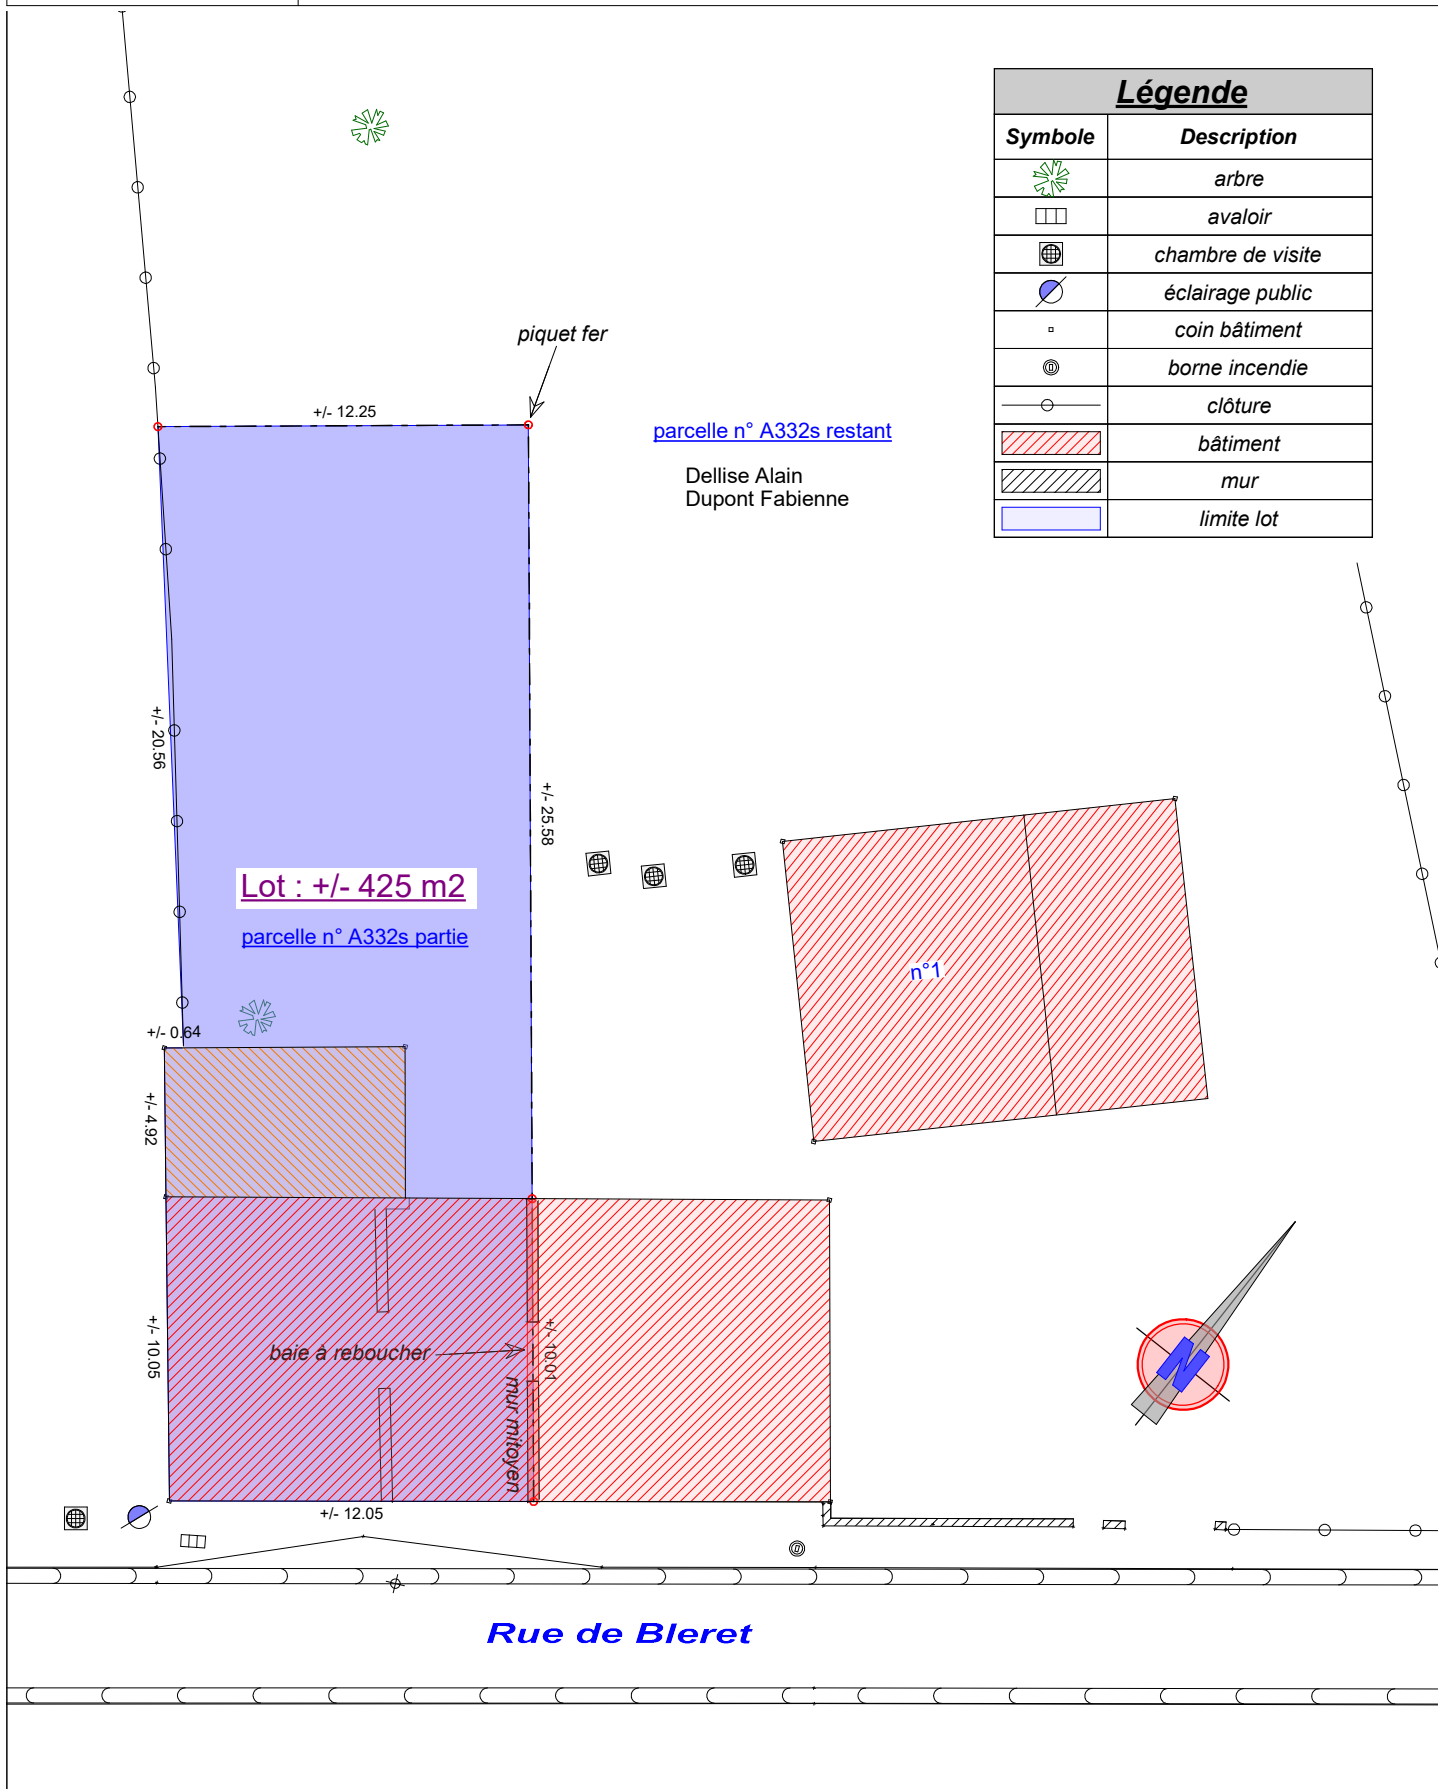 Légende
Symbole Description
arbre
avaloir
chambre de visite
éclairage public
coin bâtiment
borne incendie
clôture
bâtiment
mur
limite lot
piquet fer
+/- 12.25
parcelle n° A332s restant
Dellise Alain
Dupont Fabienne
+/- 20.56
+/- 25.58
Lot : +/- 425 m2
parcelle n° A332s partie
n°1
+/- 0.64
+/- 4.92
+/- 10.05
baie à reboucher
+/- 10.01
mur mitoyen
N
+/- 12.05
Rue de Bleret